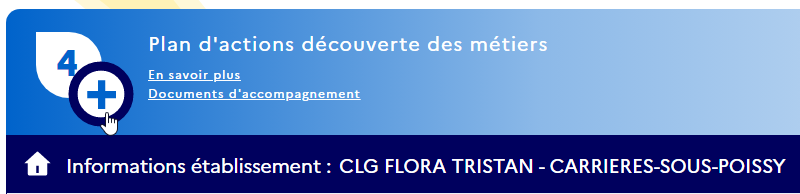 4
Plan d'actions découverte des métiers
En savoir plus
Documents d'accompagnement
Informations établissement : CLG FLORA TRISTAN - CARRIERES-SOUS-POISSY